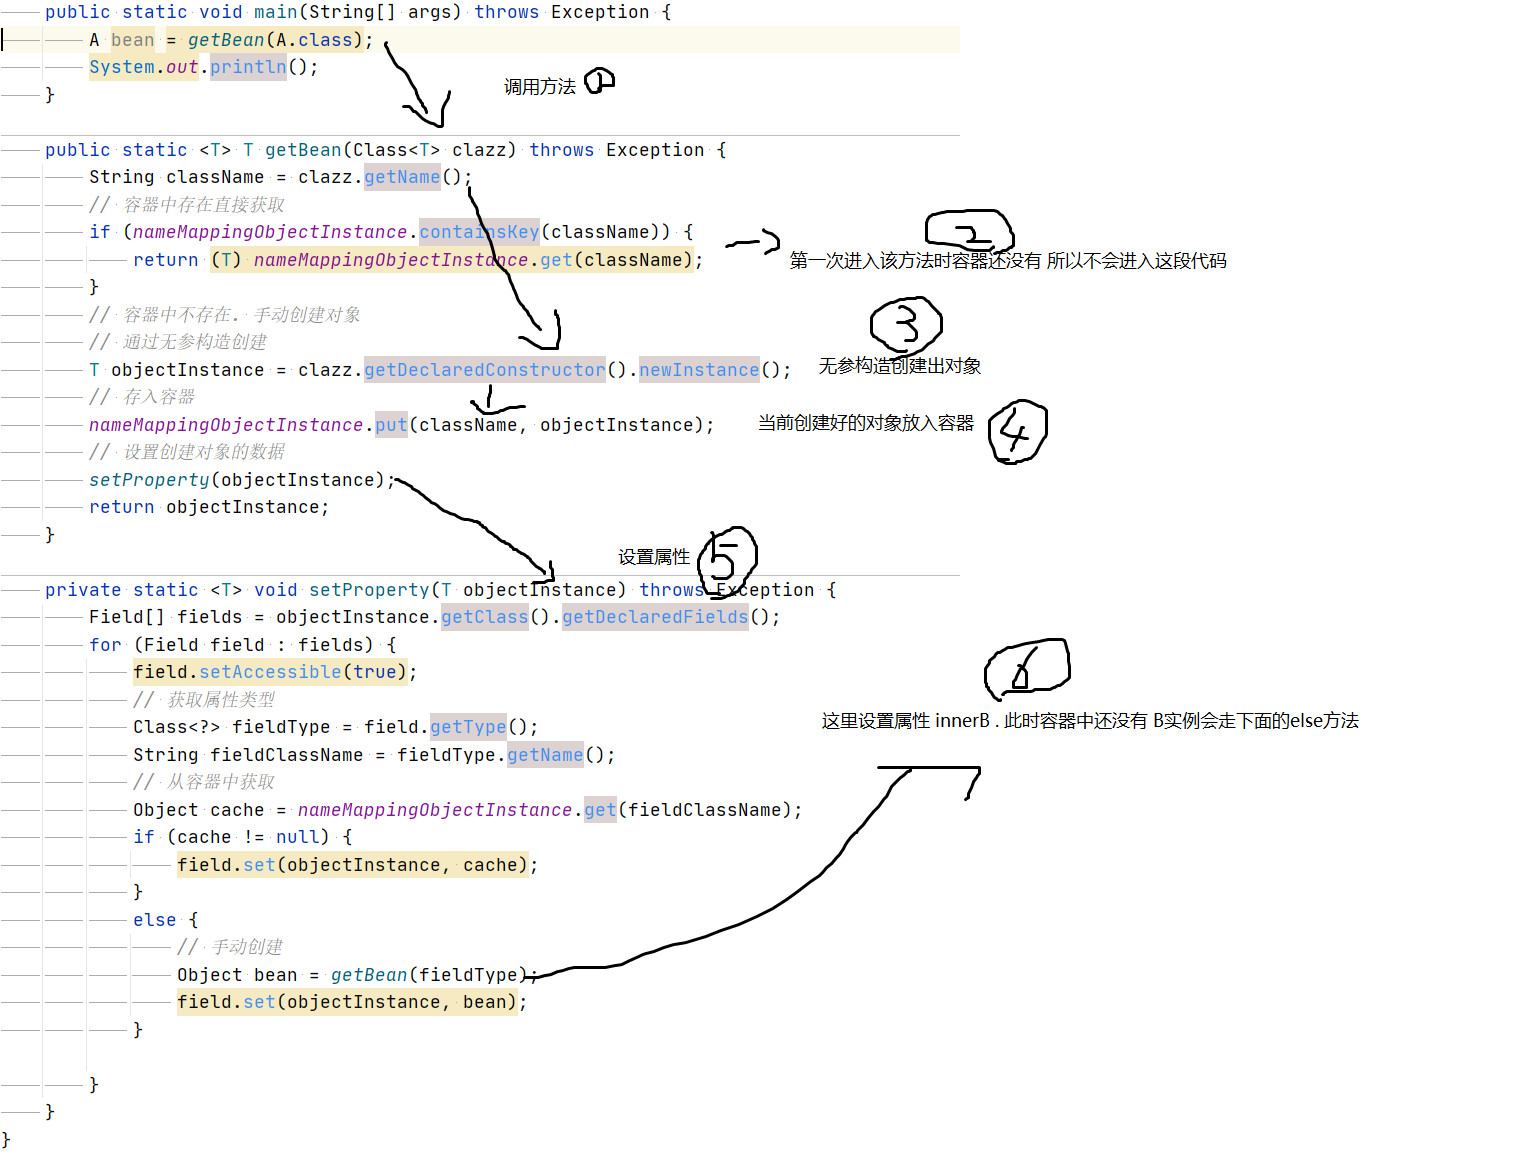 public static void main(String[] args) throws Exception {
A bean = getBean(A.class);
System.out.println();
调用方法 1
}
public static <T> T getBean(Class<T> clazz) throws Exception {
String className = clazz.getName();
// 容器中存在直接获取
if (nameMappingObjectInstance.containsKey(className)) {
2
return (T) nameMappingObjectInstance.get(className);
第一次进入该方法时容器还没有 所以不会进入这段代码
}
// 容器中不存在. 手动创建对象
3
// 通过无参构造创建
T objectInstance = clazz.getDeclaredConstructor().newInstance();
无参构造创建出对象
// 存入容器
nameMappingObjectInstance.put(className, objectInstance);
当前创建好的对象放入容器 4
// 设置创建对象的数据
setProperty(objectInstance);
return objectInstance;
}
设置属性 5
private static <T> void setProperty(T objectInstance) throws Exception {
Field[] fields = objectInstance.getClass().getDeclaredFields();
for (Field field : fields) {
field.setAccessible(true);
6
// 获取属性类型
Class<?> fieldType = field.getType();
这里设置属性 innerB . 此时容器中还没有 B实例会走下面的else方法
String fieldClassName = fieldType.getName();
// 从容器中获取
Object cache = nameMappingObjectInstance.get(fieldClassName);
if (cache != null) {
field.set(objectInstance, cache);
}
else {
// 手动创建
Object bean = getBean(fieldType);
field.set(objectInstance, bean);
}
}
}
}